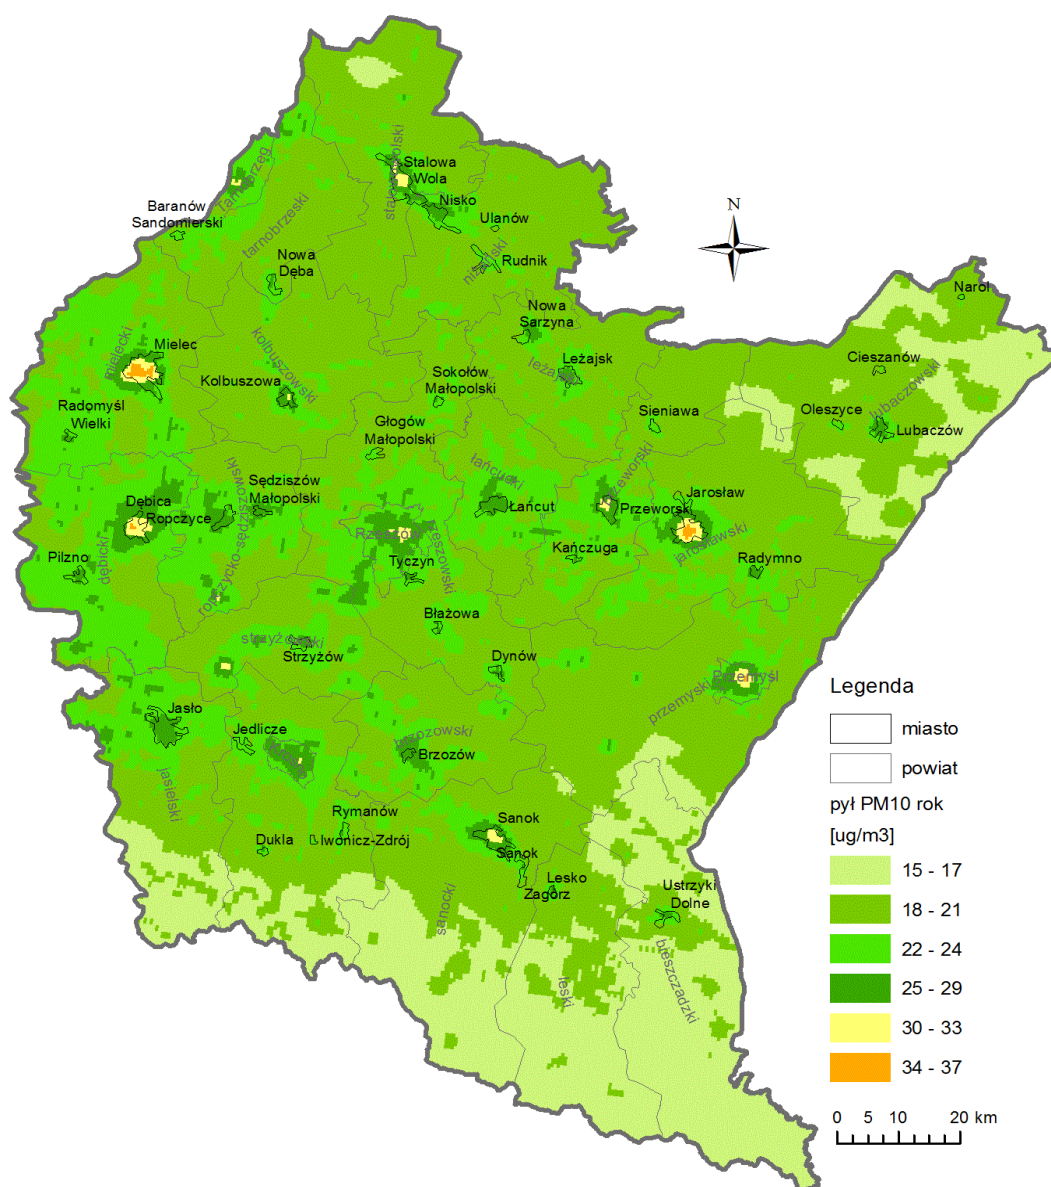 stalowowolski
Stalowa
Wola
Tarnobrzeg
Nisko
Baranów
Sandomierski
Ulanów
N
tarnobrzeski
Nowa
Dęba
niżański
Rudnik
Narol
Nowa
Sarzyna
Mielec
mielecki
kolbuszowski
Leżajsk
Cieszanów
Sokołów
Małopolski
Kolbuszowa
lubaczowski
Radomyśl
Wielki
Głogów
Małopolski
Sieniawa
Oleszyce
Lubaczów
łańcucki
Sędziszów
Małopolski
Dębica
Ropczyce
Łańcut
Przeworsk
Jarosław
jarosławski
Rzeszów
Kańczuga
Pilzno
dębicki
Tyczyn
Radymno
ropczycko-sędziszowski
Błażowa
strzyżowski
Strzyżów
Dynów
Przemyśl
przemyski
Legenda
Jasło
Jedlicze
brzozowski
Brzozów
miasto
powiat
jasielski
pył PM10 rok
[ug/m3]
Rymanów
Dukla
Iwonicz-Zdrój
Sanok
Sanok
Lesko
Zagórz
Ustrzyki
Dolne
sanocki
leski
bieszczadzki
15 - 17
18 - 21
22 - 24
25 - 29
30 - 33
34 - 37
0 5 10 20 km